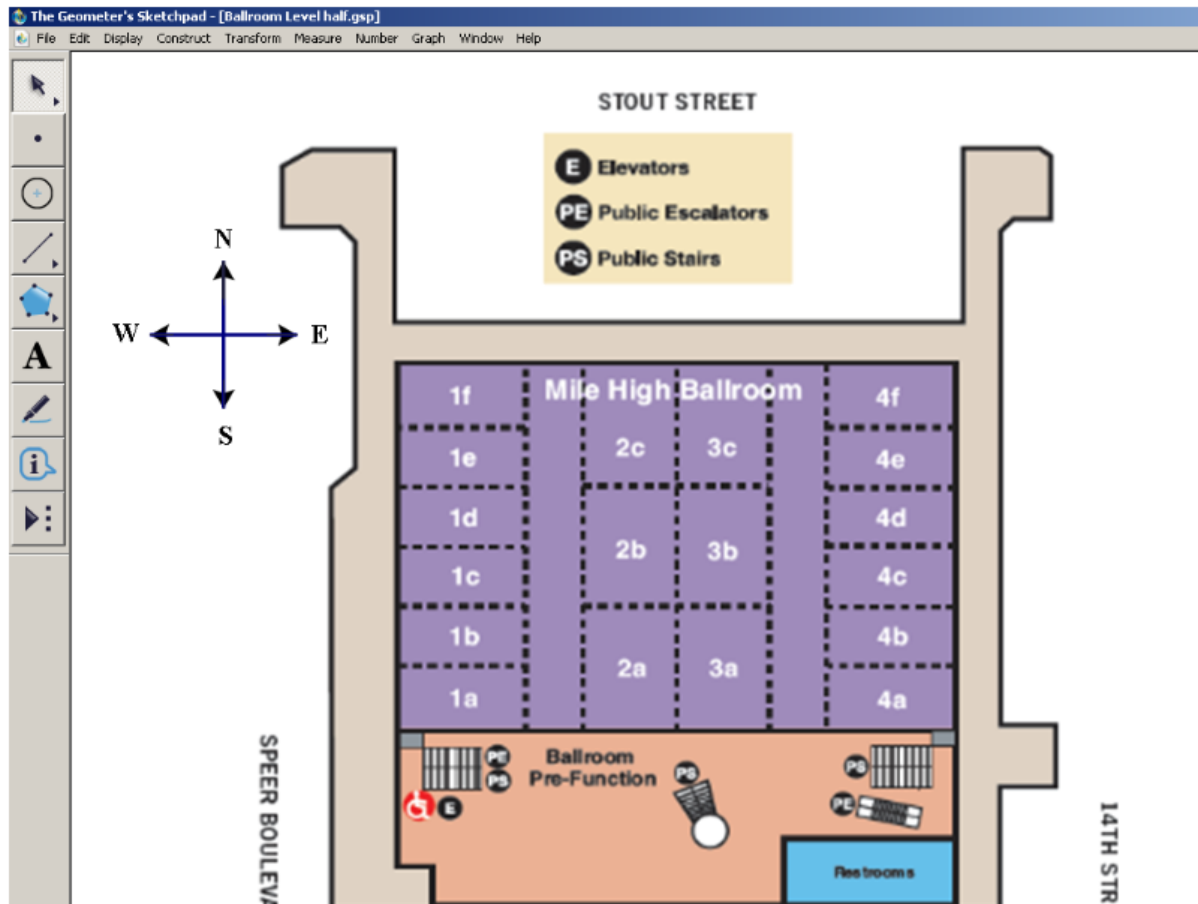 The Geometer's Sketchpad - [Ballroom Level half.gsp]
File Edit Display Construct Transform Measure Number Graph Window Help
STOUT STREET
E Elevators
PE Public Escalators
PS Public Stairs
N
W E
S
A
i
Mile High Ballroom
1f 4f
2c 3c
1e 4e
1d 4d
2b 3b
1c 4c
1b 4b
2a 3a
1a 4a
Ballroom
Pre-Function
PE
PS
E
PS
PS
PE
Restrooms
SPEER BOULEVA
14TH STR